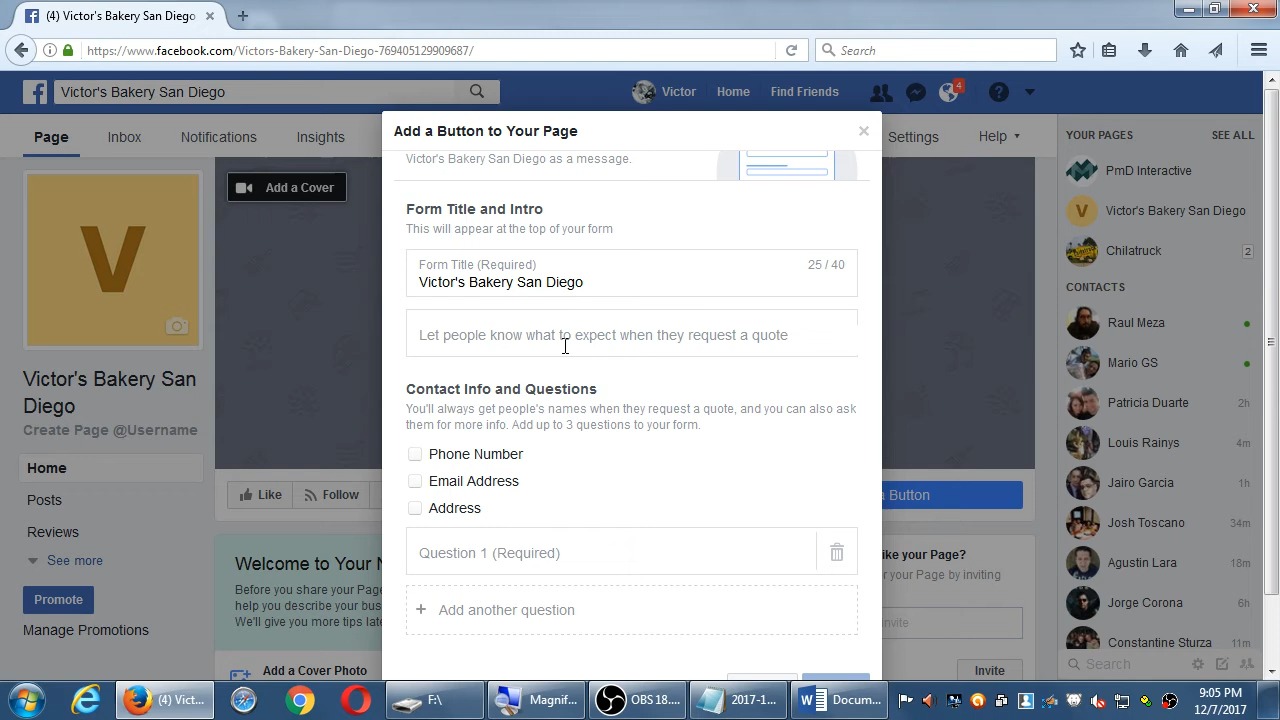 (4) Victor's Bakery San Diego
https://www.facebook.com/Victors-Bakery-San-Diego-769405129909687/
Search
Victor's Bakery San Diego
Victor
Home
Find Friends
4
Page
Inbox
Notifications
Insights
Settings
Help
Add a Cover
V
Victor's Bakery San
Diego
Create Page @Username
Home
Posts
Reviews
See more
Promote
Manage Promotions
Like
Follow
a Button
Welcome to Your N
Before you share your Page
help you describe your bus
We'll give you more tips late
Add a Cover Photo
Add a Button to Your Page
Victor's Bakery San Diego as a message.
Form Title and Intro
This will appear at the top of your form
Form Title (Required)
25 / 40
Victor's Bakery San Diego
Let people know what to expect when they request a quote
Contact Info and Questions
You'll always get people's names when they request a quote, and you can also ask
them for more info. Add up to 3 questions to your form.
Phone Number
Email Address
Address
Question 1 (Required)
+ Add another question
like your Page?
or your Page by inviting
nvite
Invite
YOUR PAGES
SEE ALL
PmD Interactive
V
Victor's Bakery San Diego
Chilatruck
2
CONTACTS
Raul Meza
Mario GS
Patricia Duarte
2h
Louis Rainys
4m
Jairo Garcia
1h
Josh Toscano
34m
Agustin Lara
18m
Jorge Corona
6h
Constantine Sturza
11m
Search
(4) Vict...
F:\
Magnif...
OBS 18....
2017-1...
Docum...
9:05 PM
12/7/2017